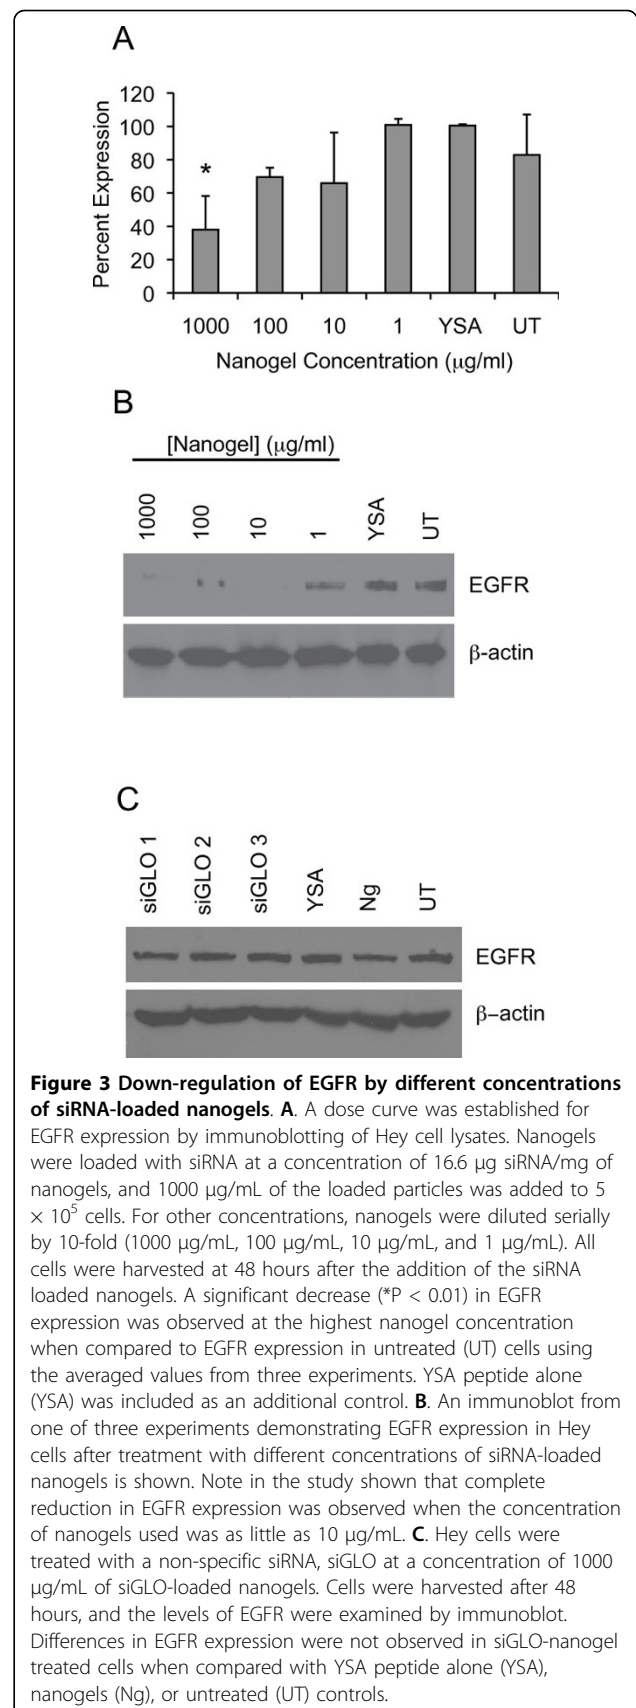 A
120
100
80
60
40
20
0
Percent Expression
*
1000 100 10 1 YSA UT
Nanogel Concentration (μg/ml)
B
[Nanogel] (μg/ml)
1000 100 10 1 YSA UT
EGFR
β-actin
C
siGLO 1 siGLO 2 siGLO 3 YSA Ng UT
EGFR
β–actin
Figure 3 Down-regulation of EGFR by different concentrations
of siRNA-loaded nanogels. A. A dose curve was established for
EGFR expression by immunoblotting of Hey cell lysates. Nanogels
were loaded with siRNA at a concentration of 16.6 μg siRNA/mg of
nanogels, and 1000 μg/mL of the loaded particles was added to 5
× 10⁵ cells. For other concentrations, nanogels were diluted serially
by 10-fold (1000 μg/mL, 100 μg/mL, 10 μg/mL, and 1 μg/mL). All
cells were harvested at 48 hours after the addition of the siRNA
loaded nanogels. A significant decrease (*P < 0.01) in EGFR
expression was observed at the highest nanogel concentration
when compared to EGFR expression in untreated (UT) cells using
the averaged values from three experiments. YSA peptide alone
(YSA) was included as an additional control. B. An immunoblot from
one of three experiments demonstrating EGFR expression in Hey
cells after treatment with different concentrations of siRNA-loaded
nanogels is shown. Note in the study shown that complete
reduction in EGFR expression was observed when the concentration
of nanogels used was as little as 10 μg/mL. C. Hey cells were
treated with a non-specific siRNA, siGLO at a concentration of 1000
μg/mL of siGLO-loaded nanogels. Cells were harvested after 48
hours, and the levels of EGFR were examined by immunoblot.
Differences in EGFR expression were not observed in siGLO-nanogel
treated cells when compared with YSA peptide alone (YSA),
nanogels (Ng), or untreated (UT) controls.